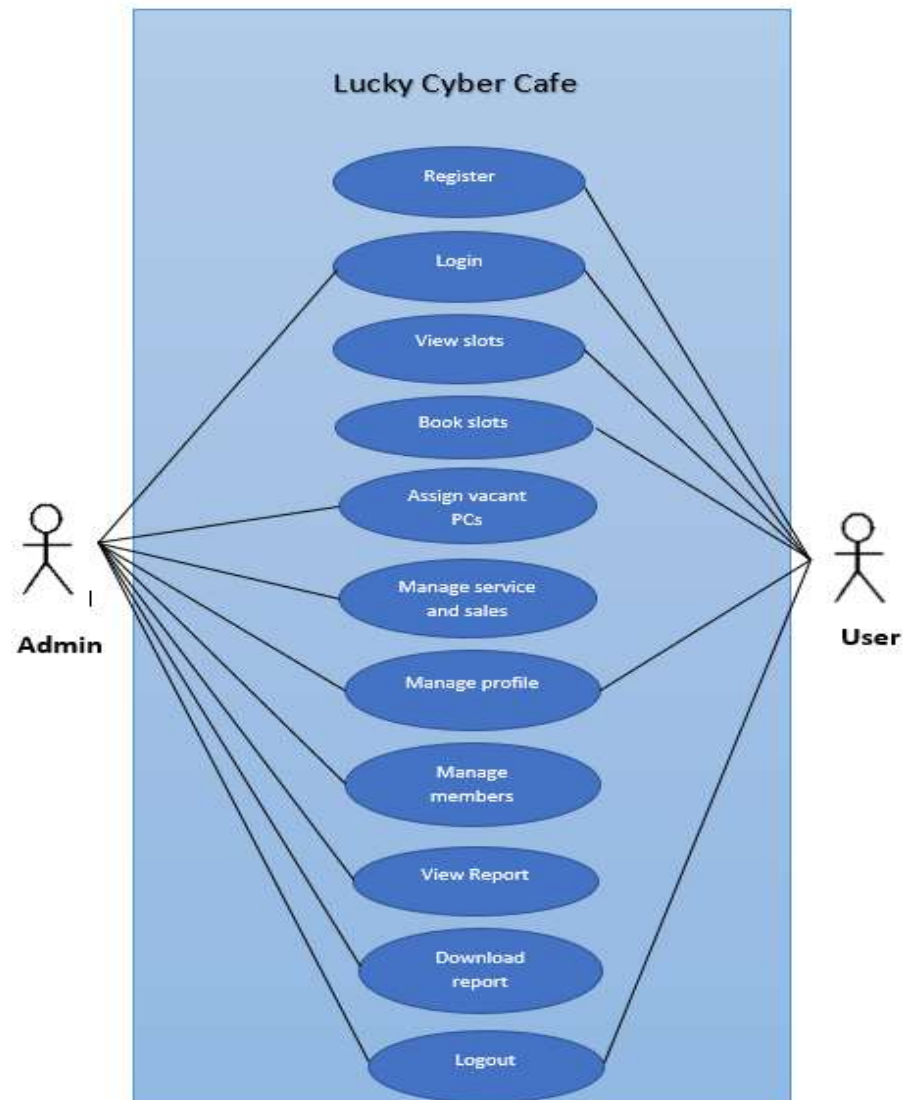 Lucky Cyber Cafe
Register
Login
View slots
Book slots
Assign vacant
PCs
Manage service
and sales
Manage profile
Manage
members
View Report
Download
report
Logout
Admin
User